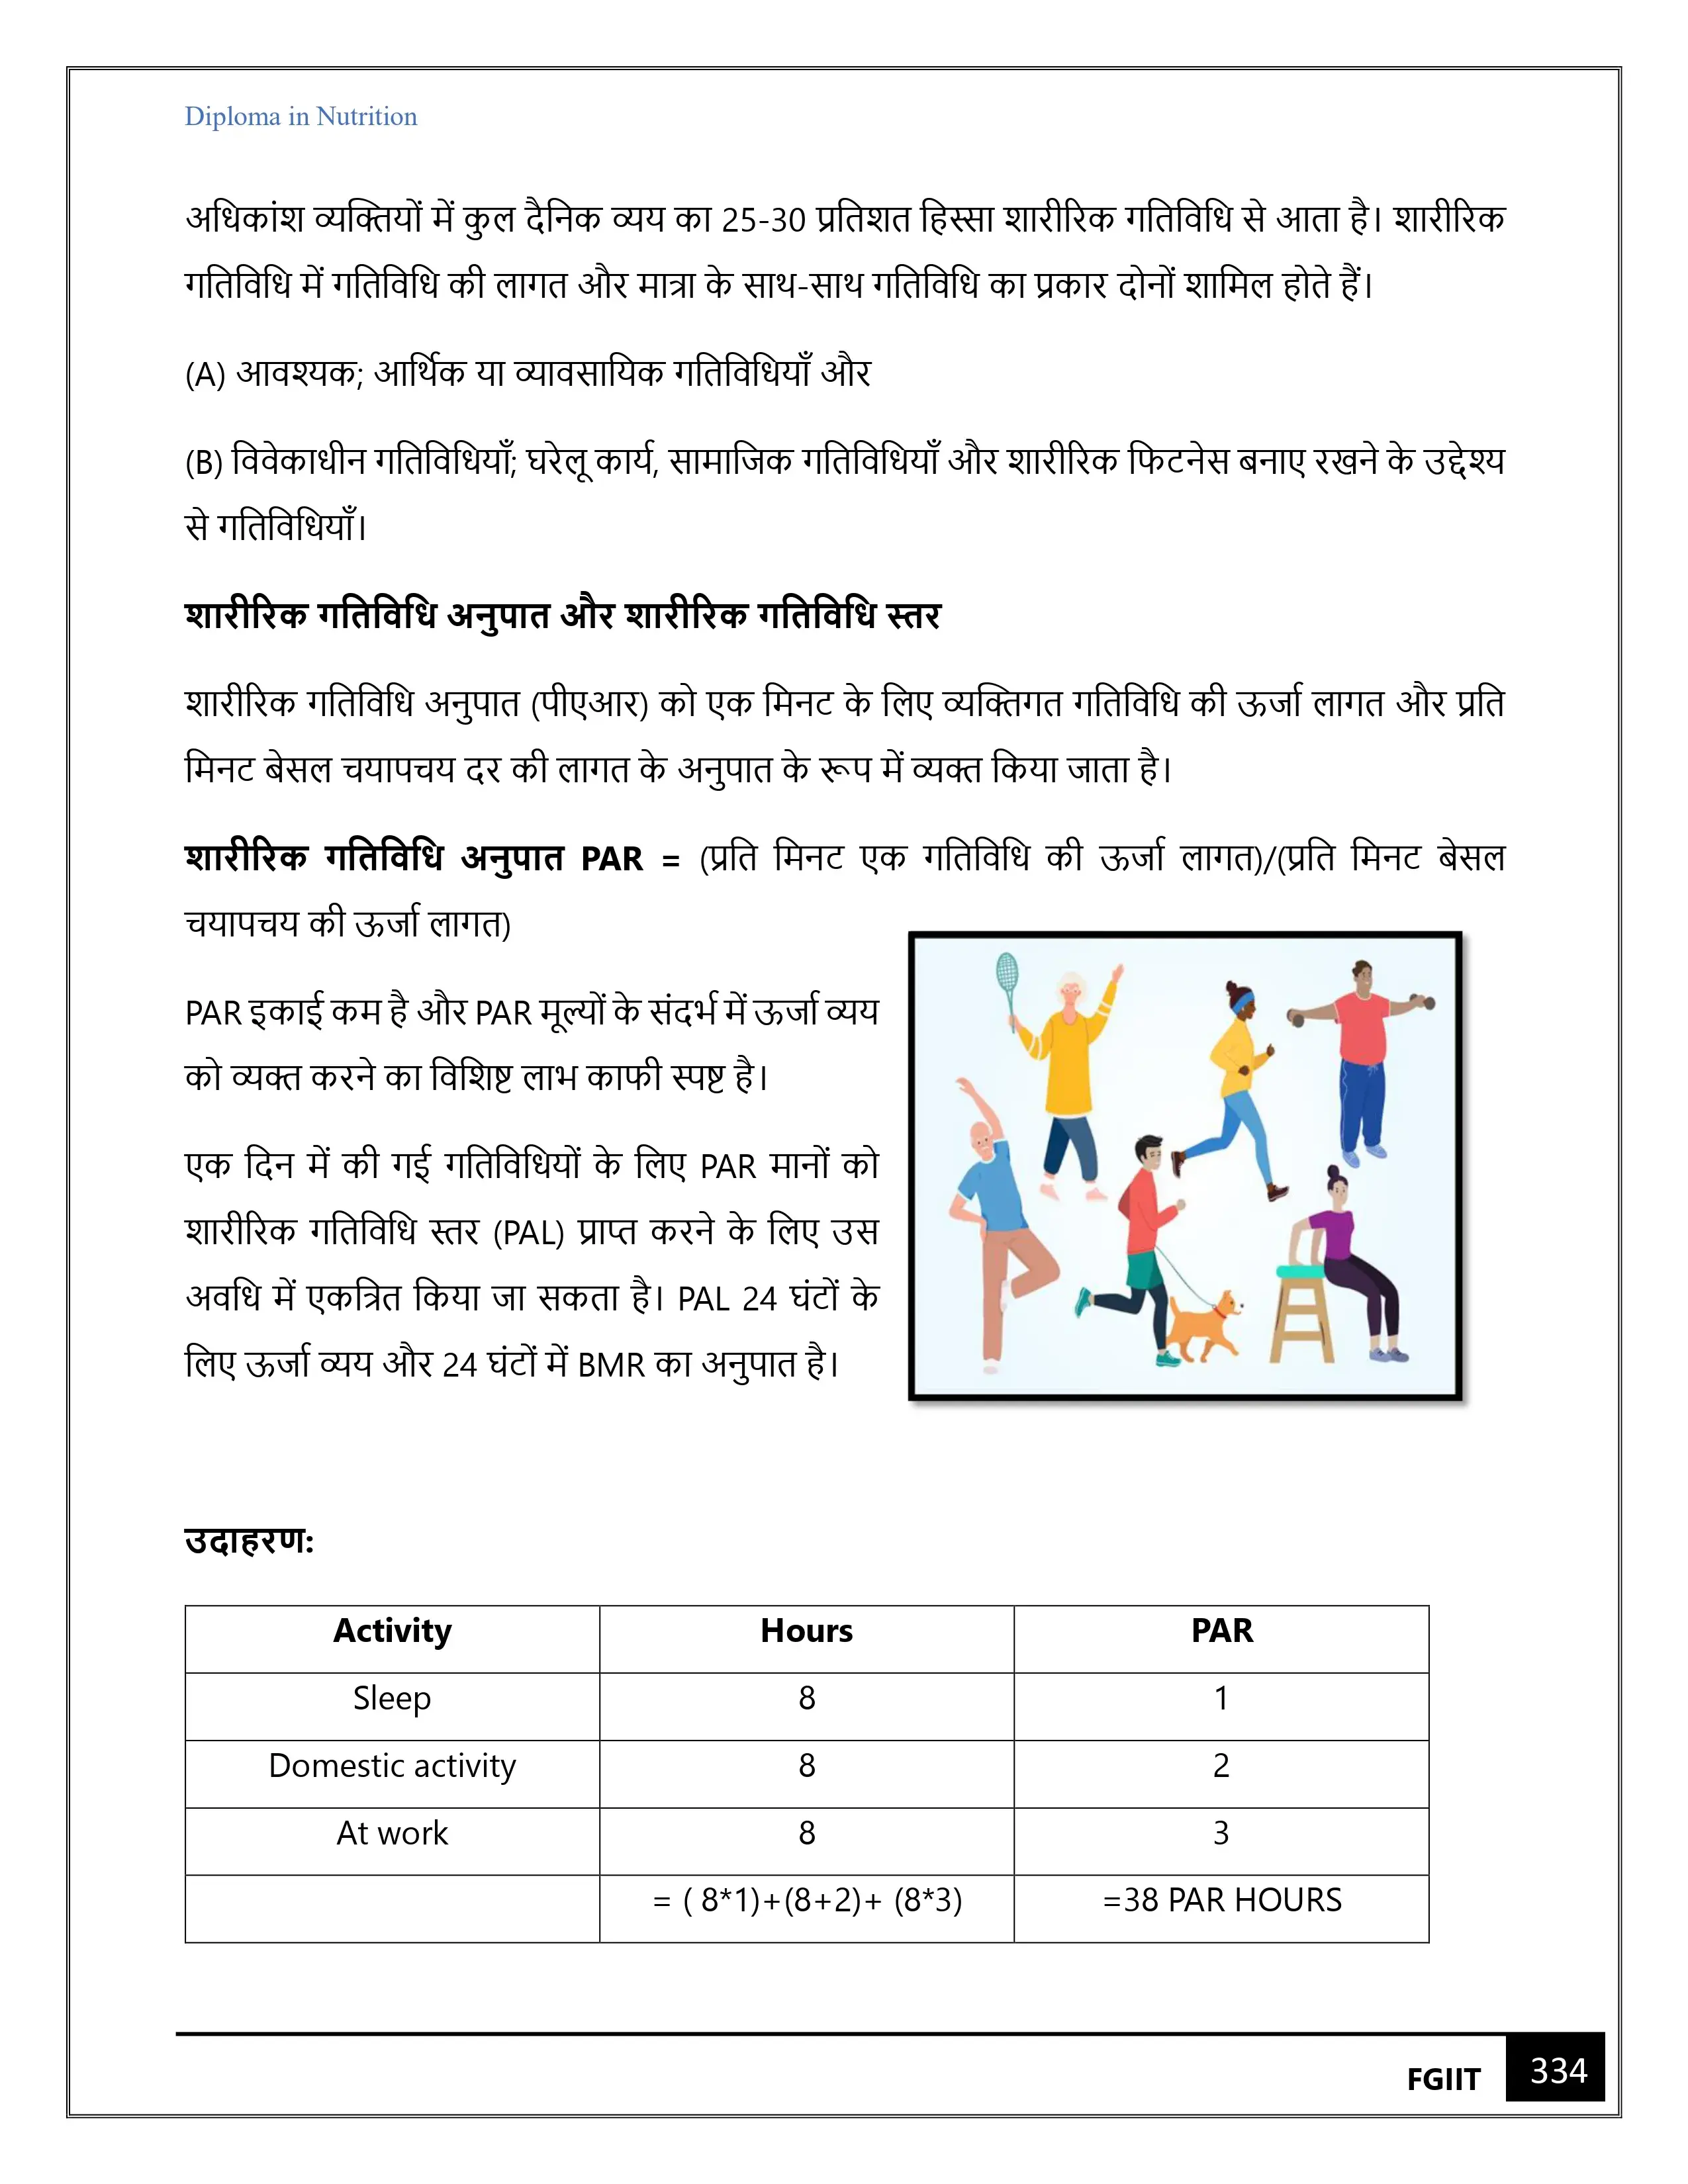 Diploma in Nutrition
अधिकांश व्यक्तियों में कुल दैनिक व्यय का 25-30 प्रतिशत हिस्सा शारीरिक गतिविधि से आता है। शारीरिक
गतिविधि में गतिविधि की लागत और मात्रा के साथ-साथ गतिविधि का प्रकार दोनों शामिल होते हैं।
(A) आवश्यक; आर्थिक या व्यावसायिक गतिविधियाँ और
(B) विवेकाधीन गतिविधियाँ; घरेलू कार्य, सामाजिक गतिविधियाँ और शारीरिक फिटनेस बनाए रखने के उद्देश्य
से गतिविधियाँ।
शारीरिक गतिविधि अनुपात और शारीरिक गतिविधि स्तर
शारीरिक गतिविधि अनुपात (पीएआर) को एक मिनट के लिए व्यक्तिगत गतिविधि की ऊर्जा लागत और प्रति
मिनट बेसल चयापचय दर की लागत के अनुपात के रूप में व्यक्त किया जाता है।
शारीरिक गतिविधि अनुपात PAR = (प्रति मिनट एक गतिविधि की ऊर्जा लागत)/(प्रति मिनट बेसल
चयापचय की ऊर्जा लागत)
PAR इकाई कम है और PAR मूल्यों के संदर्भ में ऊर्जा व्यय
को व्यक्त करने का विशिष्ट लाभ काफी स्पष्ट है।
एक दिन में की गई गतिविधियों के लिए PAR मानों को
शारीरिक गतिविधि स्तर (PAL) प्राप्त करने के लिए उस
अवधि में एकत्रित किया जा सकता है। PAL 24 घंटों के
लिए ऊर्जा व्यय और 24 घंटों में BMR का अनुपात है।
उदाहरण:
Activity Hours PAR
Sleep 8 1
Domestic activity 8 2
At work 8 3
= ( 8*1)+(8+2)+ (8*3) =38 PAR HOURS
FGIIT 334